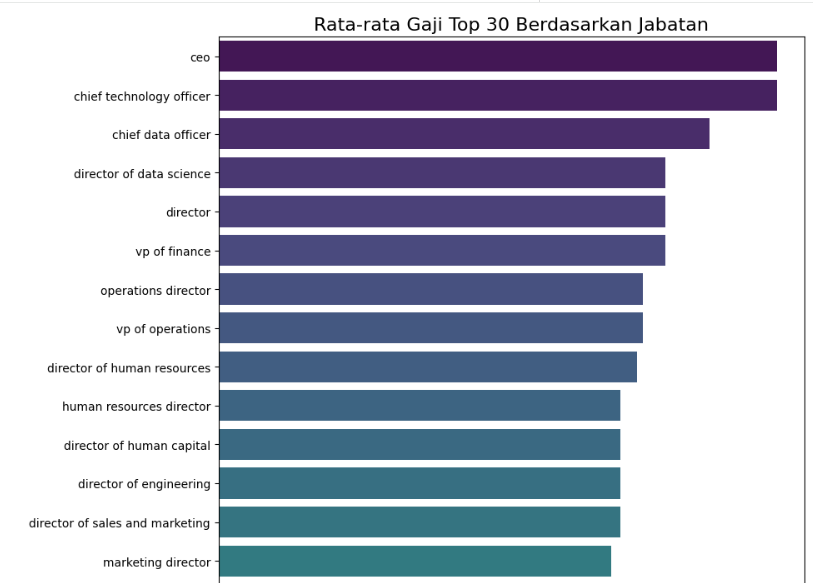 Rata-rata Gaji Top 30 Berdasarkan Jabatan
ceo
chief technology officer
chief data officer
director of data science
director
vp of finance
operations director
vp of operations
director of human resources
human resources director
director of human capital
director of engineering
director of sales and marketing
marketing director